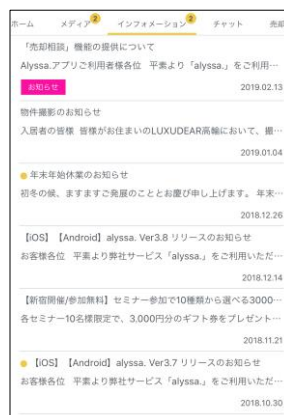 ホーム メディア 2 インフォメーション 2 チャット 売却
「売却相談」機能の提供について
Alyssa.アプリご利用者様各位 平素より「alyssa.」をご利用…
お知らせ 2019.02.13
物件撮影のお知らせ
入居者の皆様 皆様がお住まいのLUXUDEAR高輪において、撮…
2019.01.04
年末年始休業のお知らせ
初冬の候、ますますご発展のこととお慶び申し上げます。 年末…
2018.12.26
【iOS】【Android】alyssa. Ver3.8 リリースのお知らせ
お客様各位 平素より弊社サービス「alyssa.」をご利用いただ…
2018.12.14
【新宿開催/参加無料】セミナー参加で10種類から選べる3000…
各セミナー10名様限定で、3,000円分のギフト券をプレゼント…
2018.11.21
【iOS】【Android】alyssa. Ver3.7 リリースのお知らせ
お客様各位 平素より弊社サービス「alyssa.」をご利用いただ…
2018.10.30